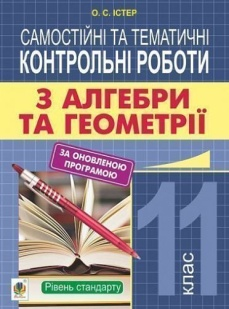 О. С. ІСТЕР
САМОСТІЙНІ ТА ТЕМАТИЧНІ
КОНТРОЛЬНІ РОБОТИ
З АЛГЕБРИ
ТА ГЕОМЕТРІЇ
ЗА ОНОВЛЕНОЮ
ПРОГРАМОЮ
11
клас
Рівень стандарту